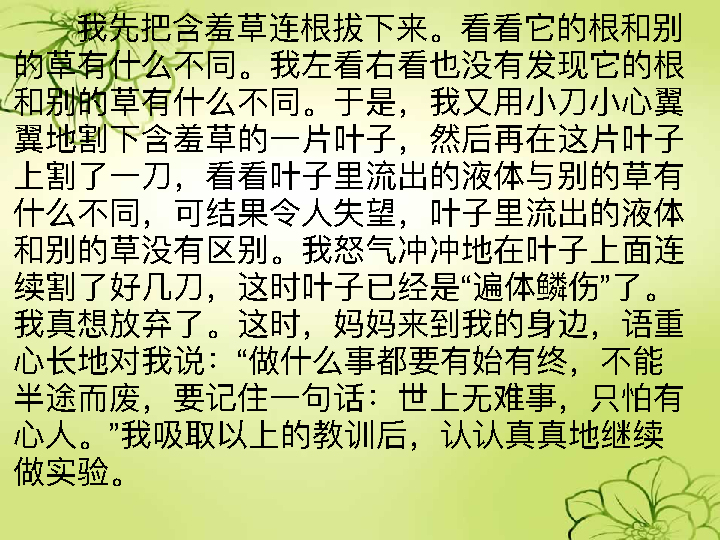 我先把含羞草连根拔下来。看看它的根和别
的草有什么不同。我左看右看也没有发现它的根
和别的草有什么不同。于是，我又用小刀小心翼
翼地割下含羞草的一片叶子，然后再在这片叶子
上割了一刀，看看叶子里流出的液体与别的草有
什么不同，可结果令人失望，叶子里流出的液体
和别的草没有区别。我怒气冲冲地在叶子上面连
续割了好几刀，这时叶子已经是“遍体鳞伤”了。
我真想放弃了。这时，妈妈来到我的身边，语重
心长地对我说：“做什么事都要有始有终，不能
半途而废，要记住一句话：世上无难事，只怕有
心人。”我吸取以上的教训后，认认真真地继续
做实验。